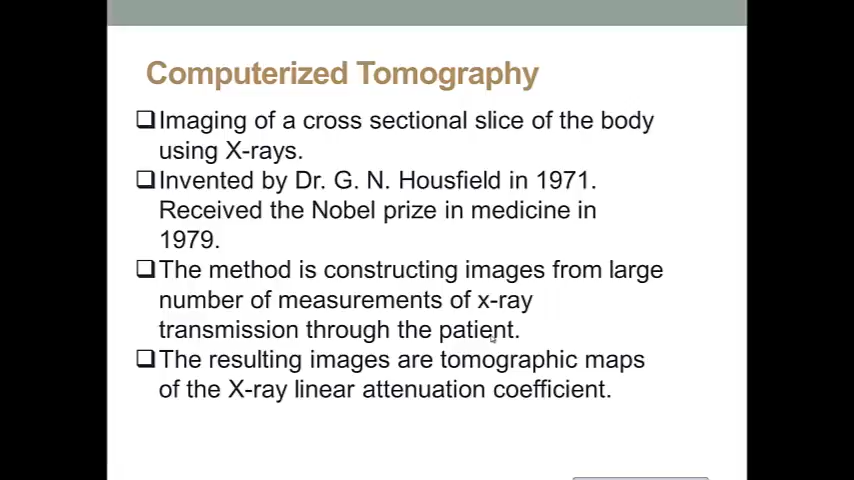 Computerized Tomography
❑Imaging of a cross sectional slice of the body
using X-rays.
❑Invented by Dr. G. N. Housfield in 1971.
Received the Nobel prize in medicine in
1979.
❑The method is constructing images from large
number of measurements of x-ray
transmission through the patient.
❑The resulting images are tomographic maps
of the X-ray linear attenuation coefficient.